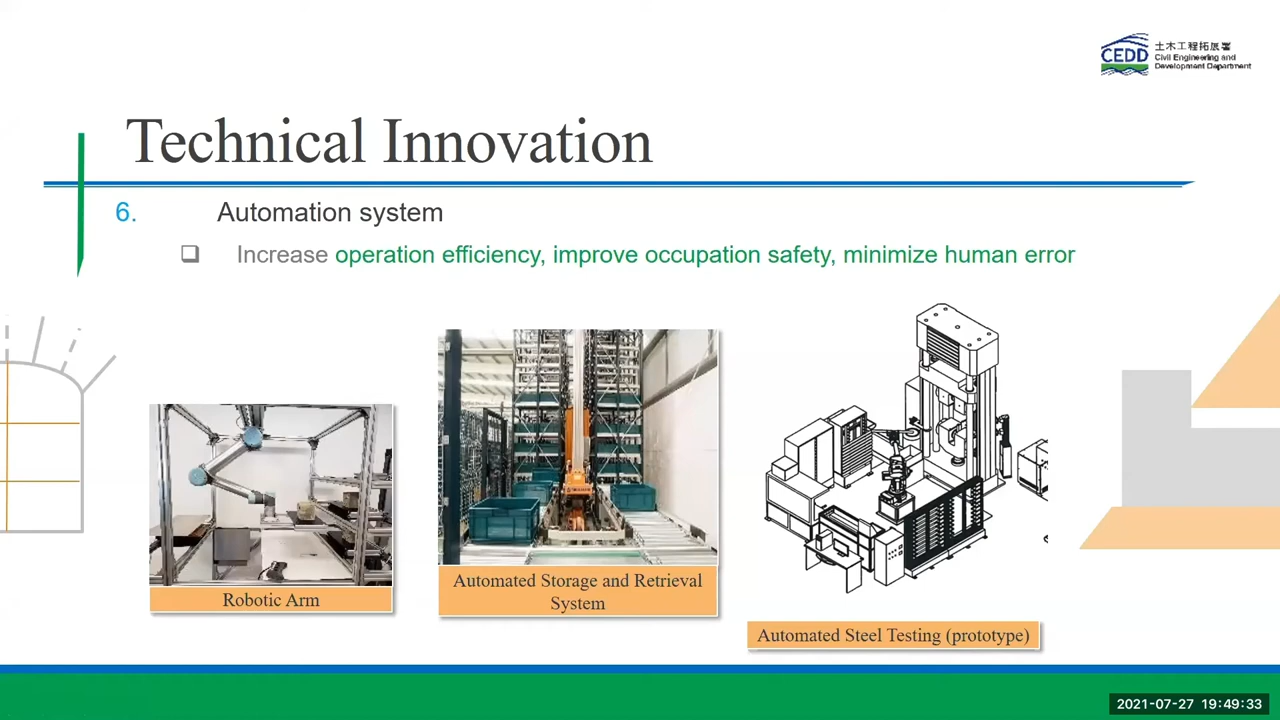 土木工程拓展署
CEDD
Civil Engineering and
Development Department
Technical Innovation
6. Automation system
❑ Increase operation efficiency, improve occupation safety, minimize human error
Robotic Arm
Automated Storage and Retrieval
System
Automated Steel Testing (prototype)
2021-07-27 19:49:33